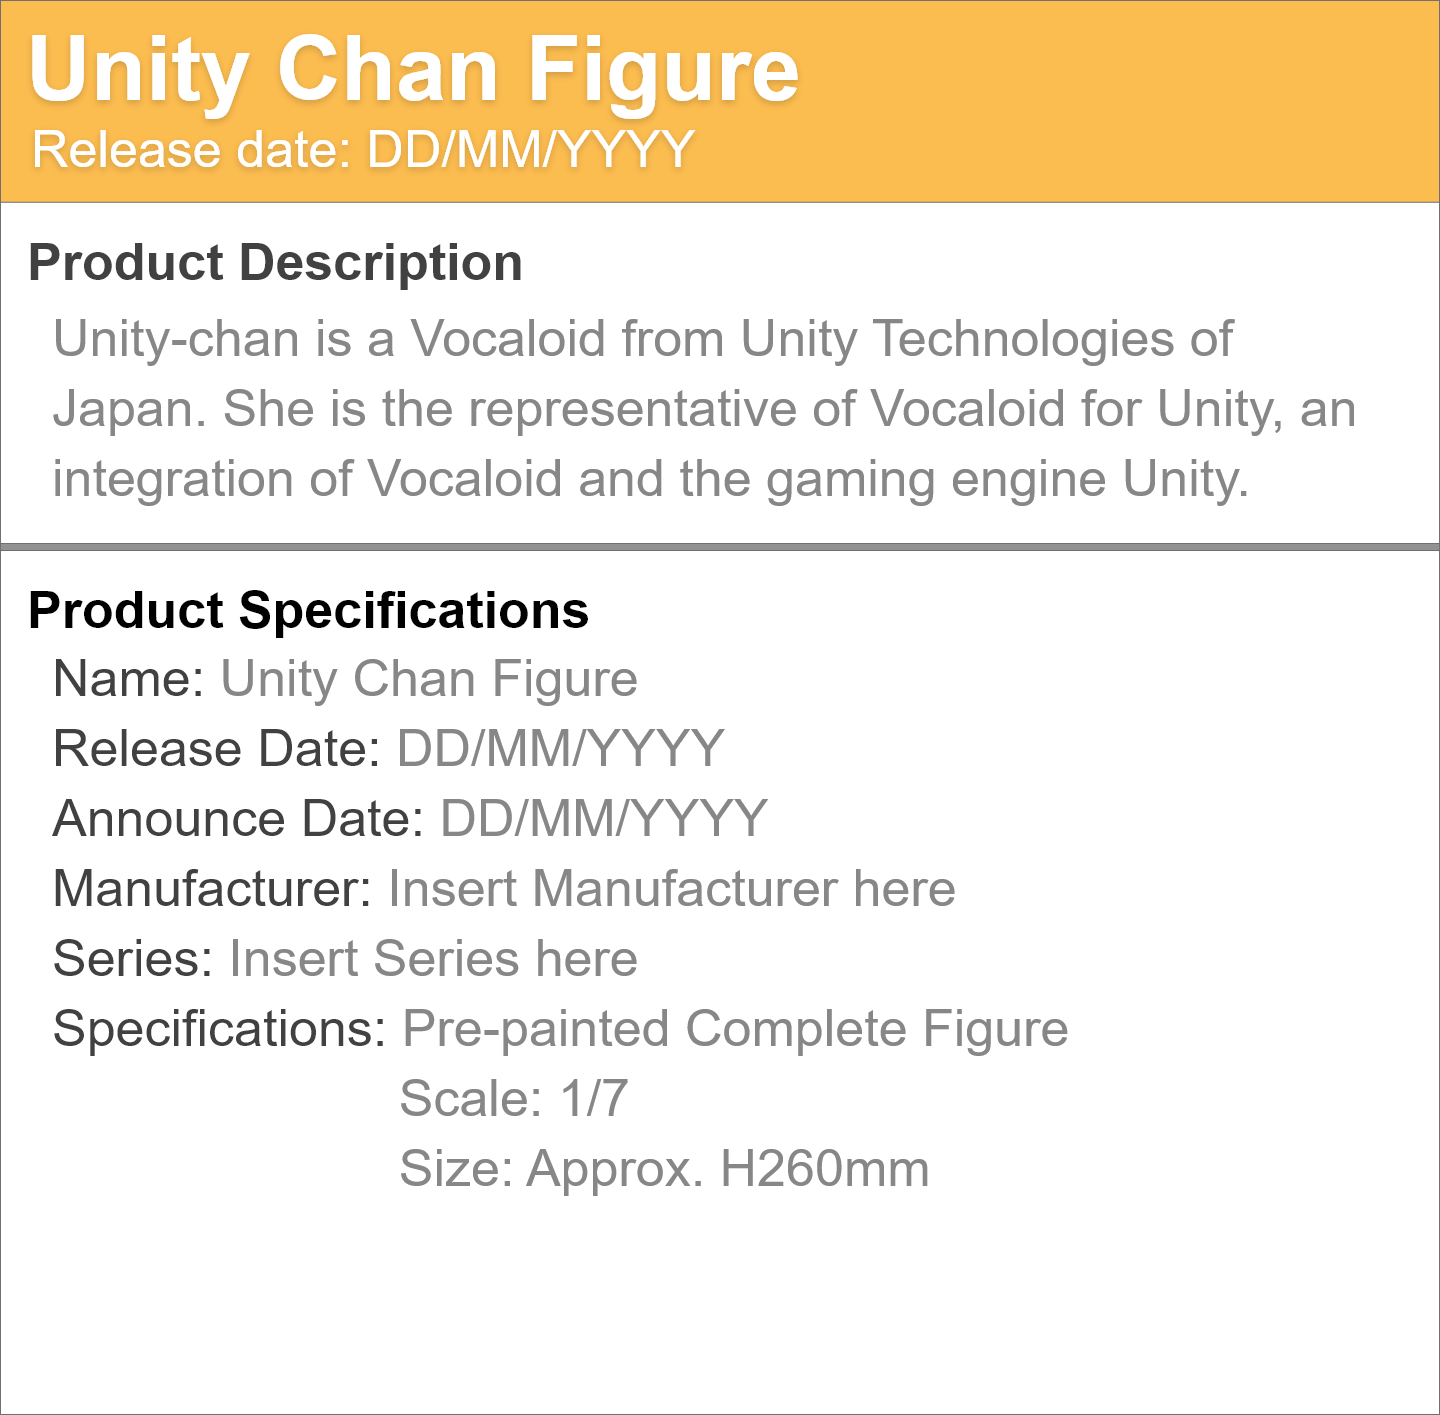 Unity Chan Figure
Release date: DD/MM/YYYY
Product Description
Unity-chan is a Vocaloid from Unity Technologies of
Japan. She is the representative of Vocaloid for Unity, an
integration of Vocaloid and the gaming engine Unity.
Product Specifications
Name: Unity Chan Figure
Release Date: DD/MM/YYYY
Announce Date: DD/MM/YYYY
Manufacturer: Insert Manufacturer here
Series: Insert Series here
Specifications: Pre-painted Complete Figure
Scale: 1/7
Size: Approx. H260mm